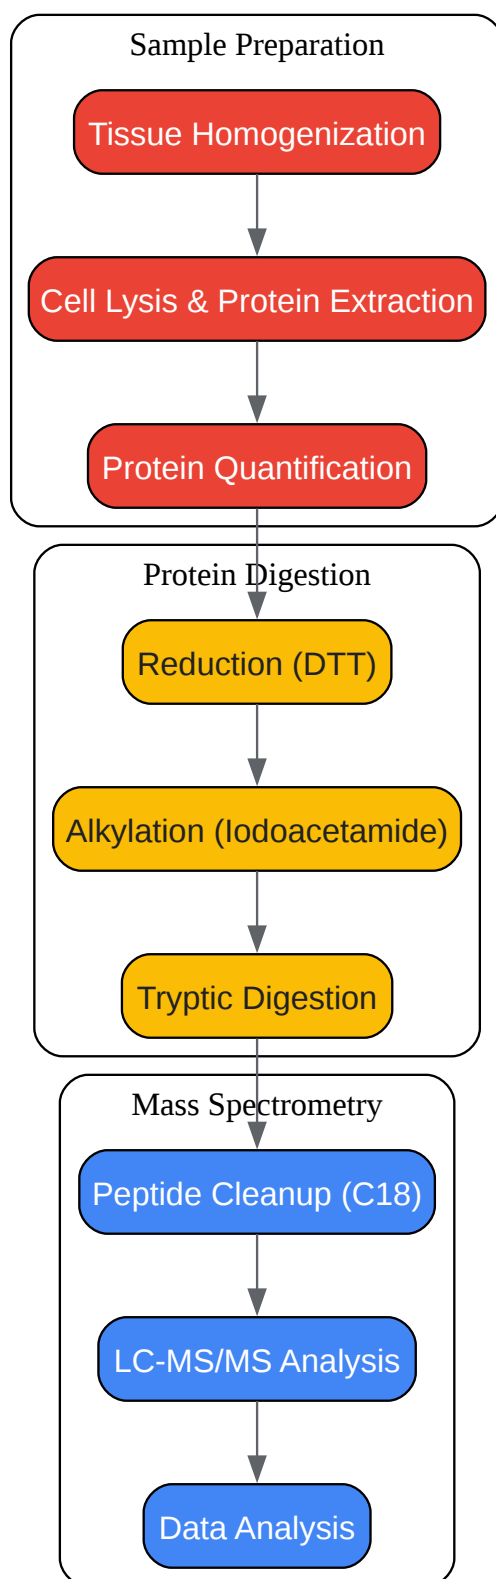 Sample Preparation
Tissue Homogenization
Cell Lysis & Protein Extraction
Protein Quantification
Protein Digestion
Reduction (DTT)
Alkylation (Iodoacetamide)
Tryptic Digestion
Mass Spectrometry
Peptide Cleanup (C18)
LC-MS/MS Analysis
Data Analysis